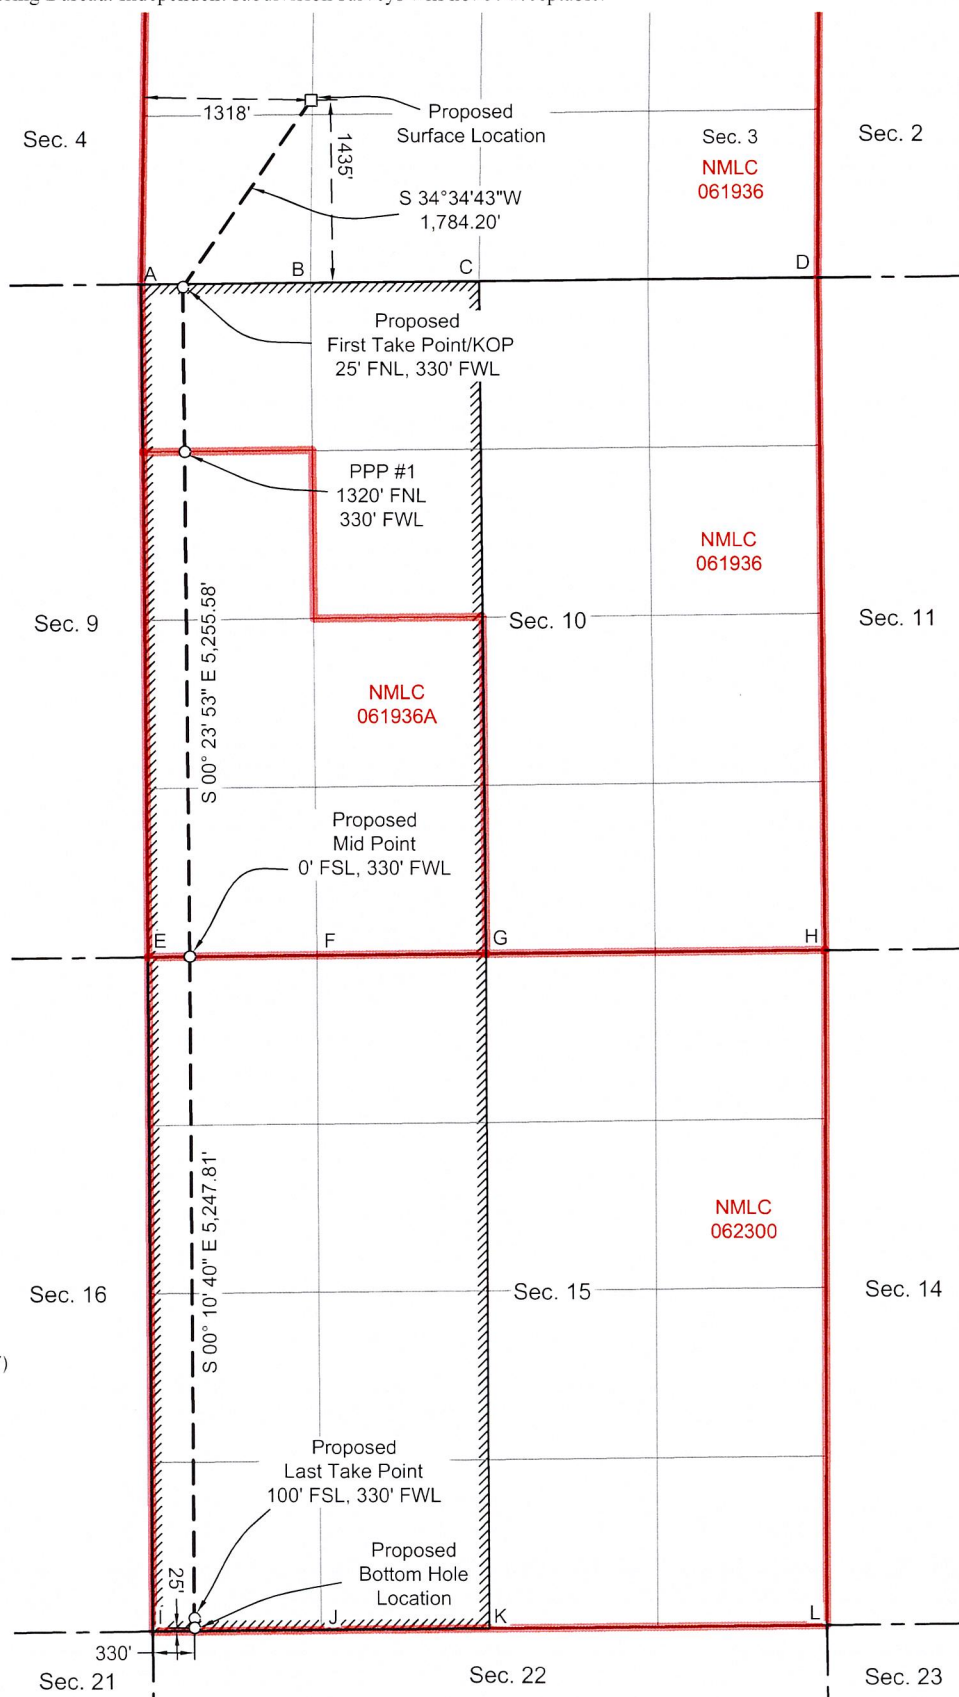 1318'
Proposed
Surface Location
Sec. 4
Sec. 3
Sec. 2
NMLC
061936
1435'
S 34°34'43"W
1,784.20'
A
B
C
D
Proposed
First Take Point/KOP
25' FNL, 330' FWL
PPP #1
1320' FNL
330' FWL
NMLC
061936
Sec. 9
S 00° 23' 53" E 5,255.58'
Sec. 10
Sec. 11
NMLC
061936A
Proposed
Mid Point
0' FSL, 330' FWL
E
F
G
H
S 00° 10' 40" E 5,247.81'
NMLC
062300
Sec. 16
Sec. 15
Sec. 14
Proposed
Last Take Point
100' FSL, 330' FWL
Proposed
Bottom Hole
Location
25'
I
J
K
L
330'
Sec. 21
Sec. 22
Sec. 23